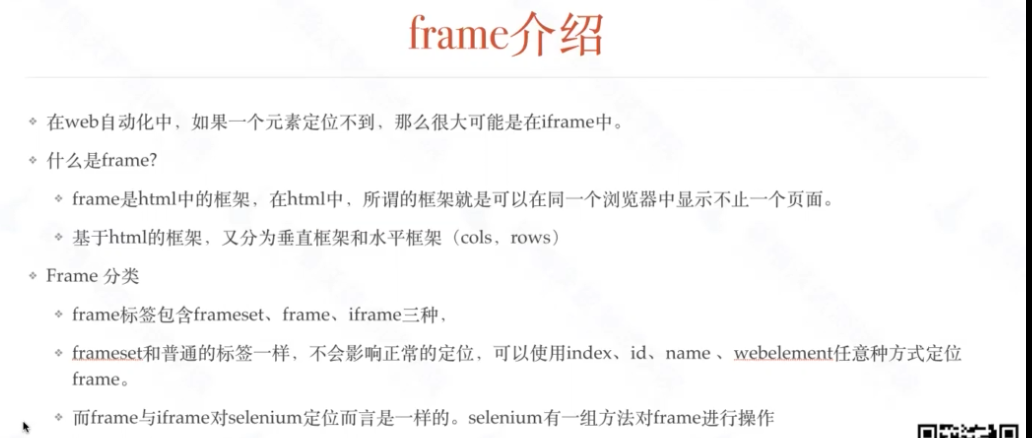 frame介绍
在web自动化中，如果一个元素定位不到，那么很大可能是在iframe中。
什么是frame?
frame是html中的框架，在html中，所谓的框架就是可以在同一个浏览器中显示不止一个页面。
基于html的框架，又分为垂直框架和水平框架（cols，rows）
Frame 分类
frame标签包含frameset、frame、iframe三种，
frameset和普通的标签一样，不会影响正常的定位，可以使用index、id、name 、webelement任意种方式定位
frame。
而frame与iframe对selenium定位而言是一样的。selenium有一组方法对frame进行操作